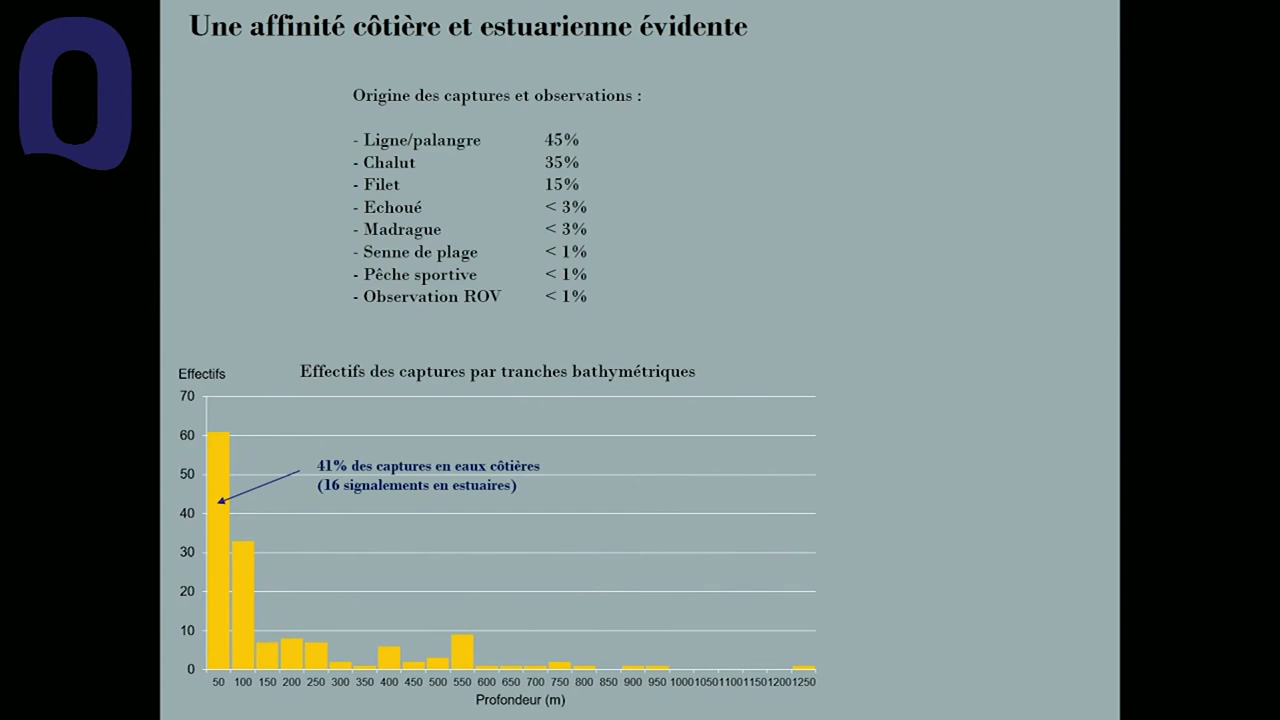 Une affinité côtière et estuarienne évidente
Origine des captures et observations :
- Ligne/palangre 45%
- Chalut 35%
- Filet 15%
- Echoué < 3%
- Madrague < 3%
- Senne de plage < 1%
- Pêche sportive < 1%
- Observation ROV < 1%
Effectifs
Effectifs des captures par tranches bathymétriques
70
60
50
40
30
20
10
0
41% des captures en eaux côtières
(16 signalements en estuaires)
50 100 150 200 250 300 350 400 450 500 550 600 650 700 750 800 850 900 950 1000 1050 1100 1150 1200 1250
Profondeur (m)